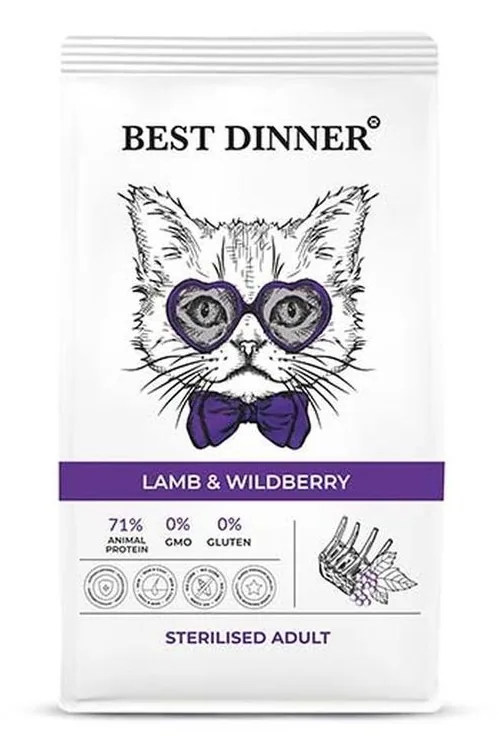 BEST DINNER
LAMB & WILDBERRY
71%
ANIMAL
PROTEIN
0%
GMO
0%
GLUTEN
STERILISED ADULT